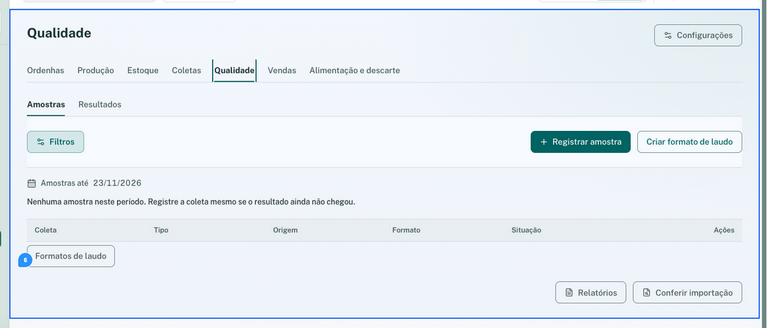 Qualidade
Configurações
Ordenhas Produção Estoque Coletas Qualidade Vendas Alimentação e descarte
Amostras Resultados
Filtros
+ Registrar amostra
Criar formato de laudo
Amostras até 23/11/2026
Nenhuma amostra neste período. Registre a coleta mesmo se o resultado ainda não chegou.
Coleta Tipo Origem Formato Situação Ações
Formatos de laudo
6
Relatórios
Conferir importação